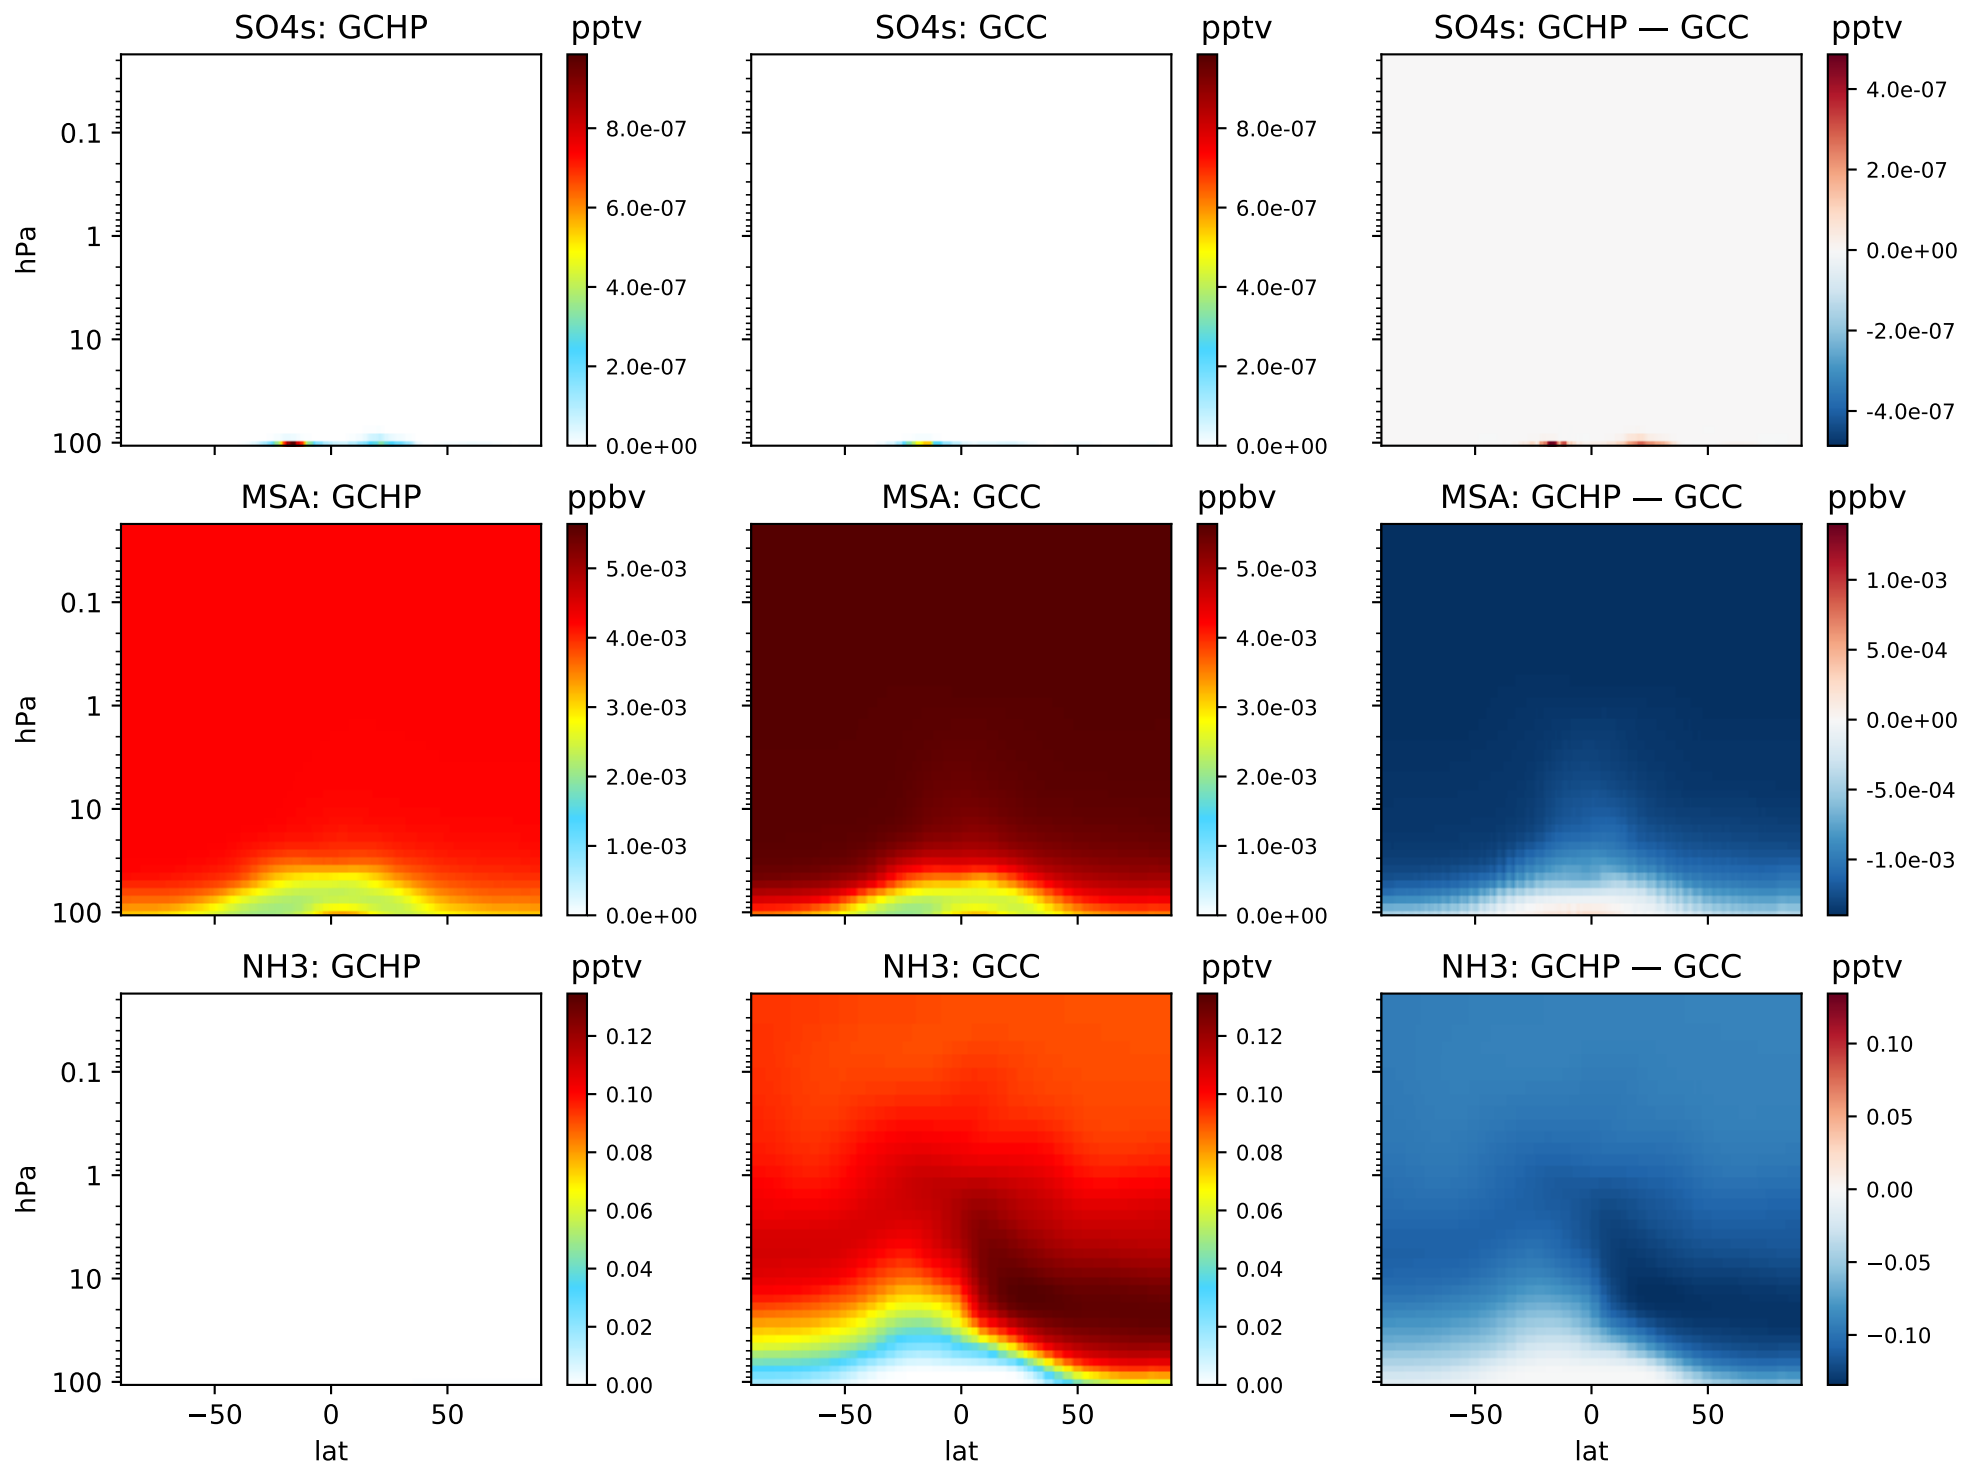 SO4s: GCHP
pptv
SO4s: GCC
pptv
SO4s: GCHP — GCC
pptv
hPa
0.1
1
10
100
8.0e-07
6.0e-07
4.0e-07
2.0e-07
0.0e+00
8.0e-07
6.0e-07
4.0e-07
2.0e-07
0.0e+00
4.0e-07
2.0e-07
0.0e+00
-2.0e-07
-4.0e-07
MSA: GCHP
ppbv
MSA: GCC
ppbv
MSA: GCHP — GCC
ppbv
hPa
0.1
1
10
100
5.0e-03
4.0e-03
3.0e-03
2.0e-03
1.0e-03
0.0e+00
5.0e-03
4.0e-03
3.0e-03
2.0e-03
1.0e-03
0.0e+00
1.0e-03
5.0e-04
0.0e+00
-5.0e-04
-1.0e-03
NH3: GCHP
pptv
NH3: GCC
pptv
NH3: GCHP — GCC
pptv
hPa
0.1
1
10
100
0.12
0.10
0.08
0.06
0.04
0.02
0.00
0.12
0.10
0.08
0.06
0.04
0.02
0.00
0.10
0.05
0.00
−0.05
−0.10
−50 0 50
−50 0 50
−50 0 50
lat
lat
lat